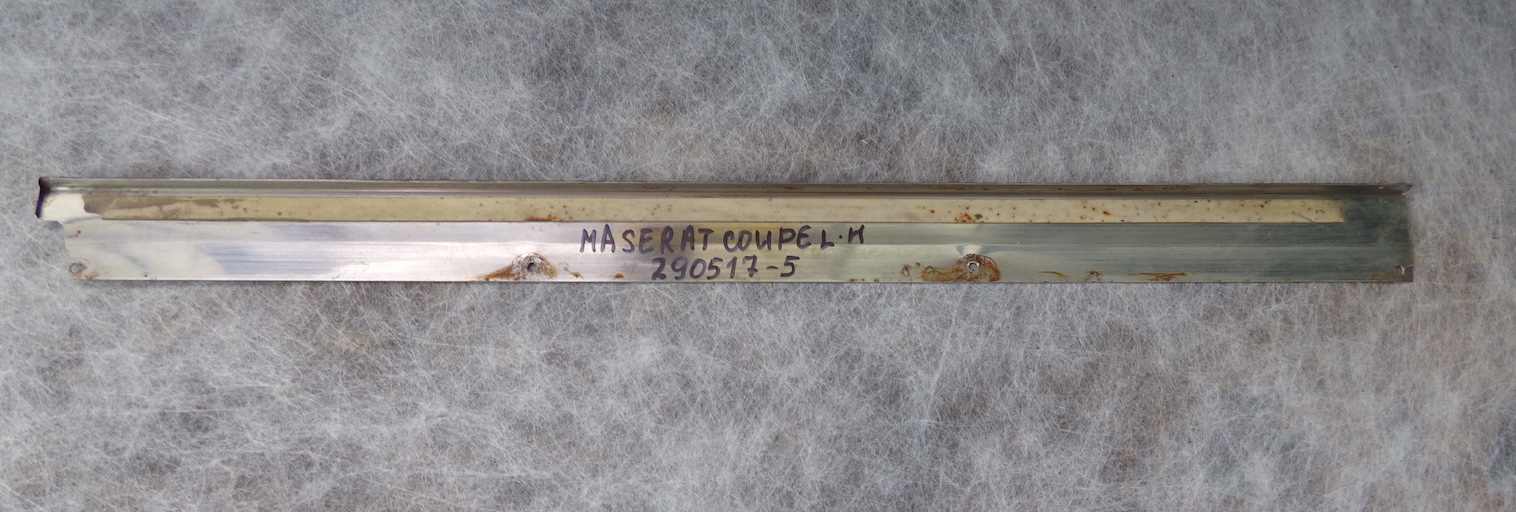 MASERAT COUPE L.H
290517-5